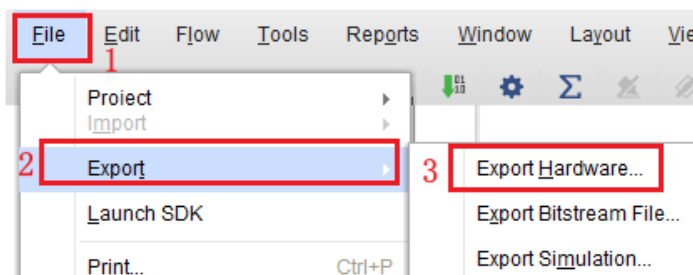 File Edit Flow Tools Reports Window Layout Vie
1
Project
Import
2 Export 3 Export Hardware...
Launch SDK Export Bitstream File...
Print... Ctrl+P Export Simulation...